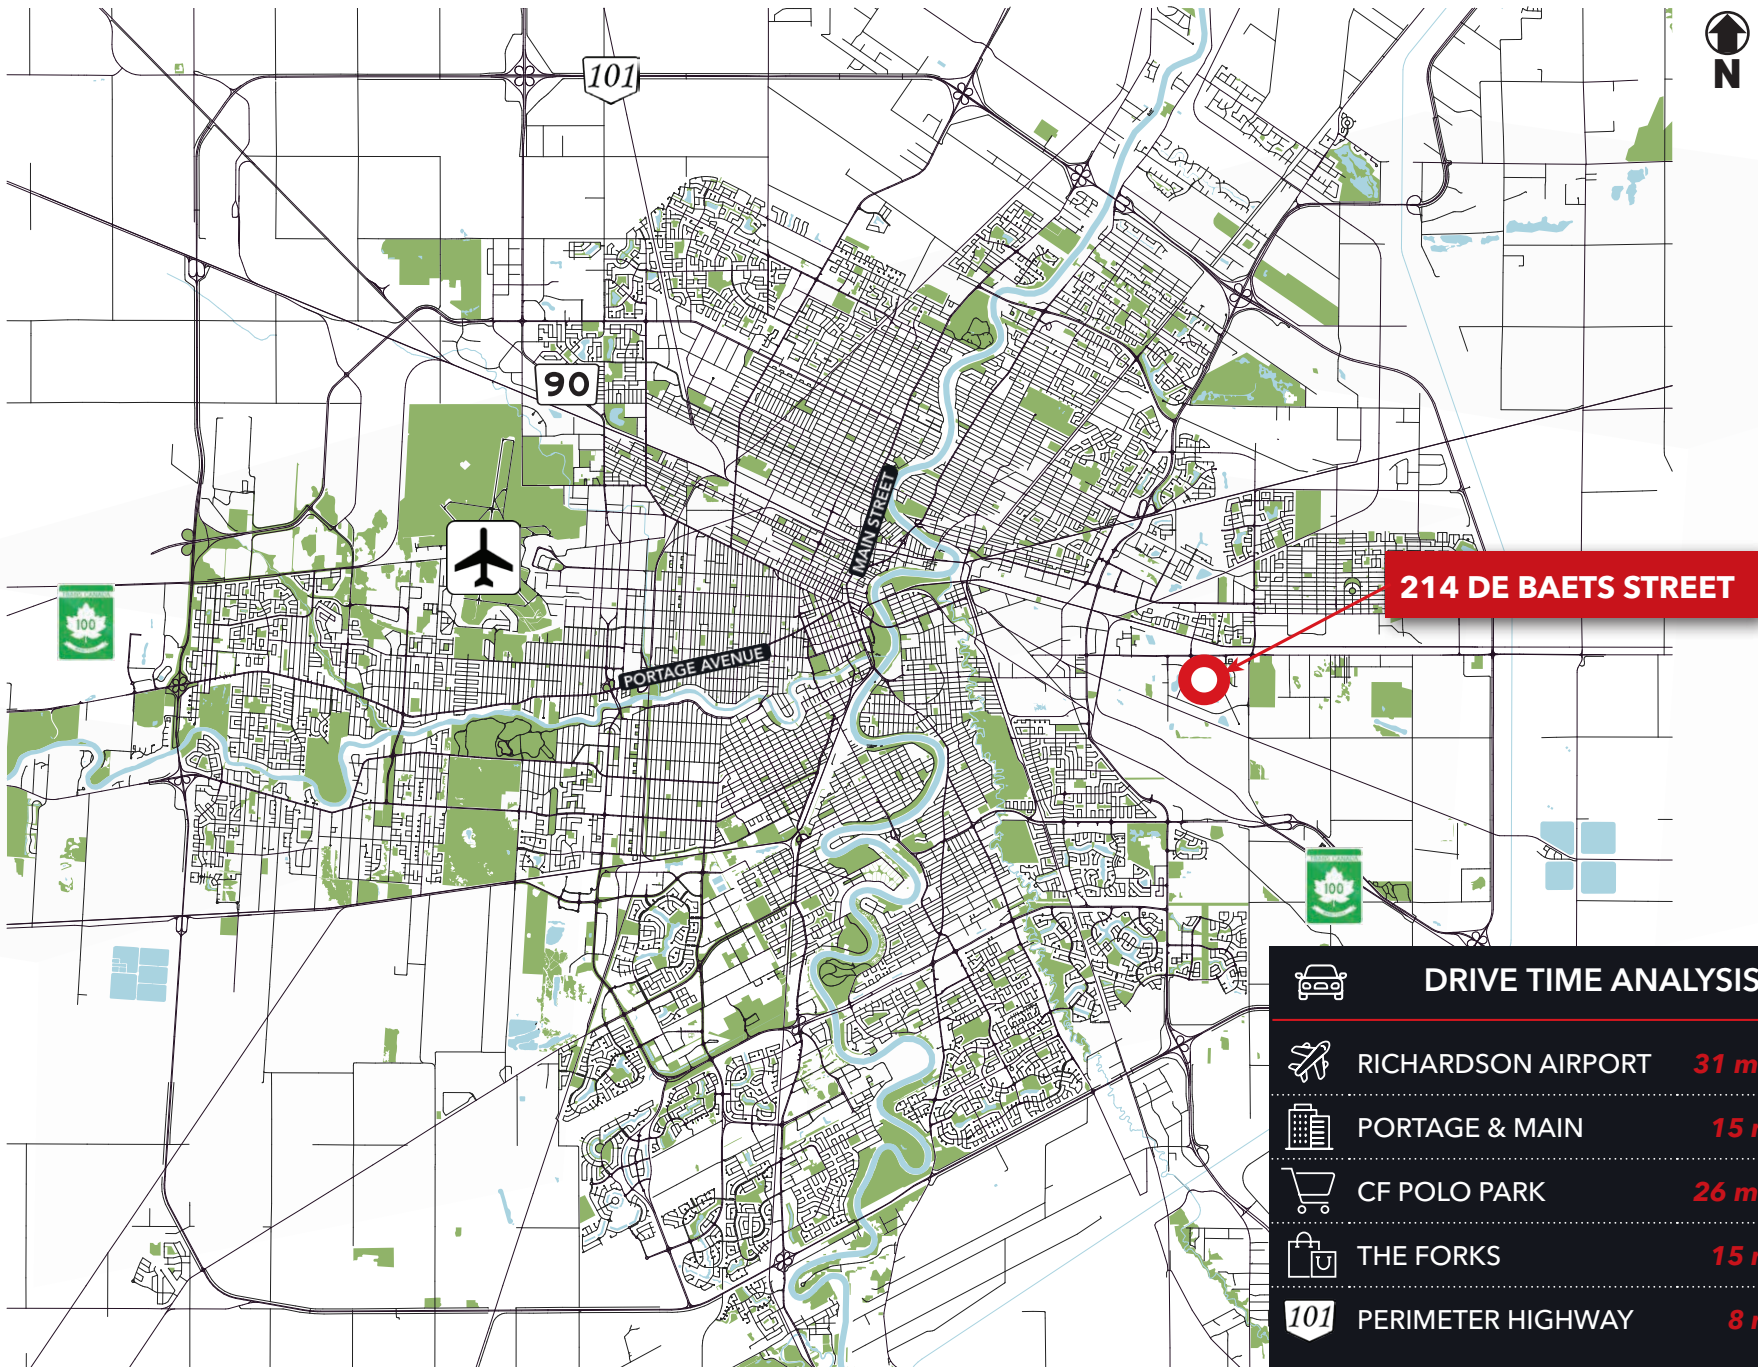 101
N
90
MAIN STREET
100
214 DE BAETS STREET
PORTAGE AVENUE
100
DRIVE TIME ANALYSIS
RICHARDSON AIRPORT 31 m
PORTAGE & MAIN 15
CF POLO PARK 26 m
THE FORKS 15
101 PERIMETER HIGHWAY 8